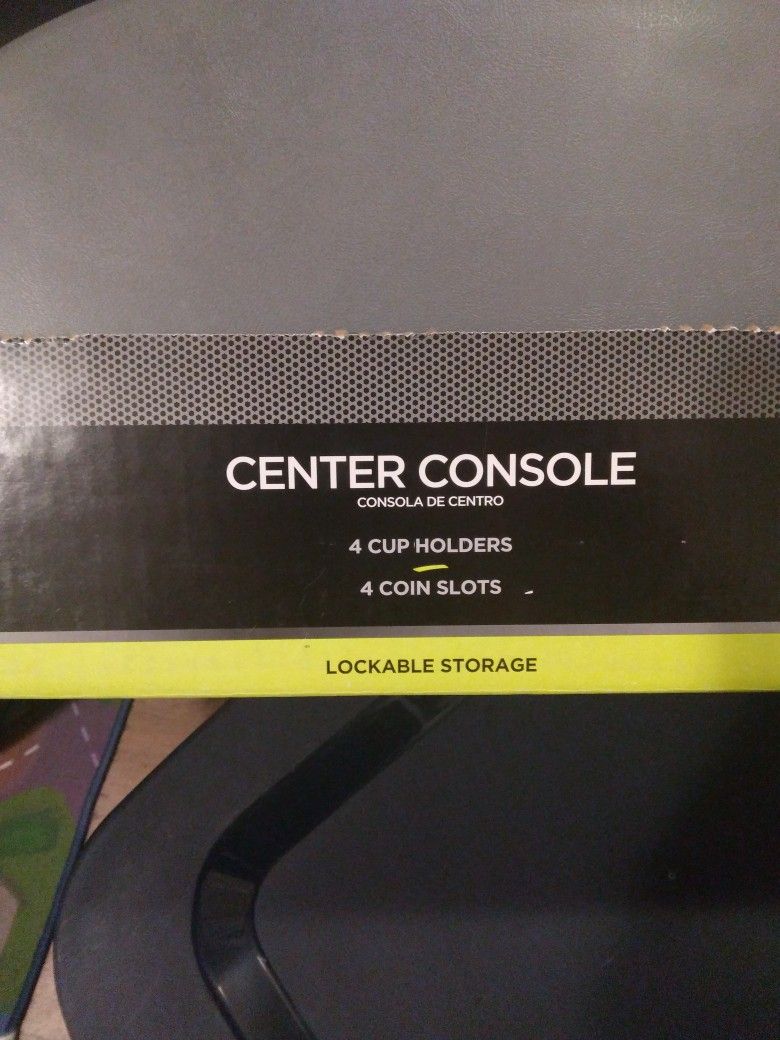 CENTER CONSOLE
CONSOLA DE CENTRO
4 CUP HOLDERS
4 COIN SLOTS
LOCKABLE STORAGE